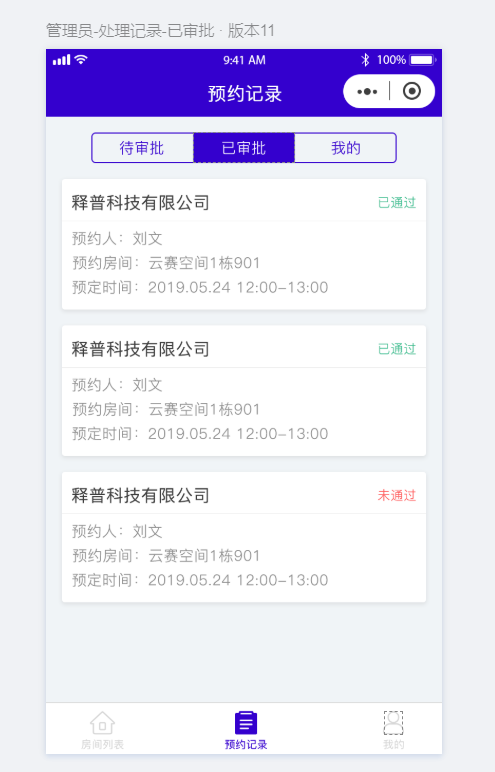 管理员-处理记录-已审批 · 版本11
9:41 AM
100%
预约记录
待审批
已审批
我的
释普科技有限公司
已通过
预约人：刘文
预约房间：云赛空间1栋901
预定时间：2019.05.24 12:00-13:00
释普科技有限公司
已通过
预约人：刘文
预约房间：云赛空间1栋901
预定时间：2019.05.24 12:00-13:00
释普科技有限公司
未通过
预约人：刘文
预约房间：云赛空间1栋901
预定时间：2019.05.24 12:00-13:00
房间列表
预约记录
我的